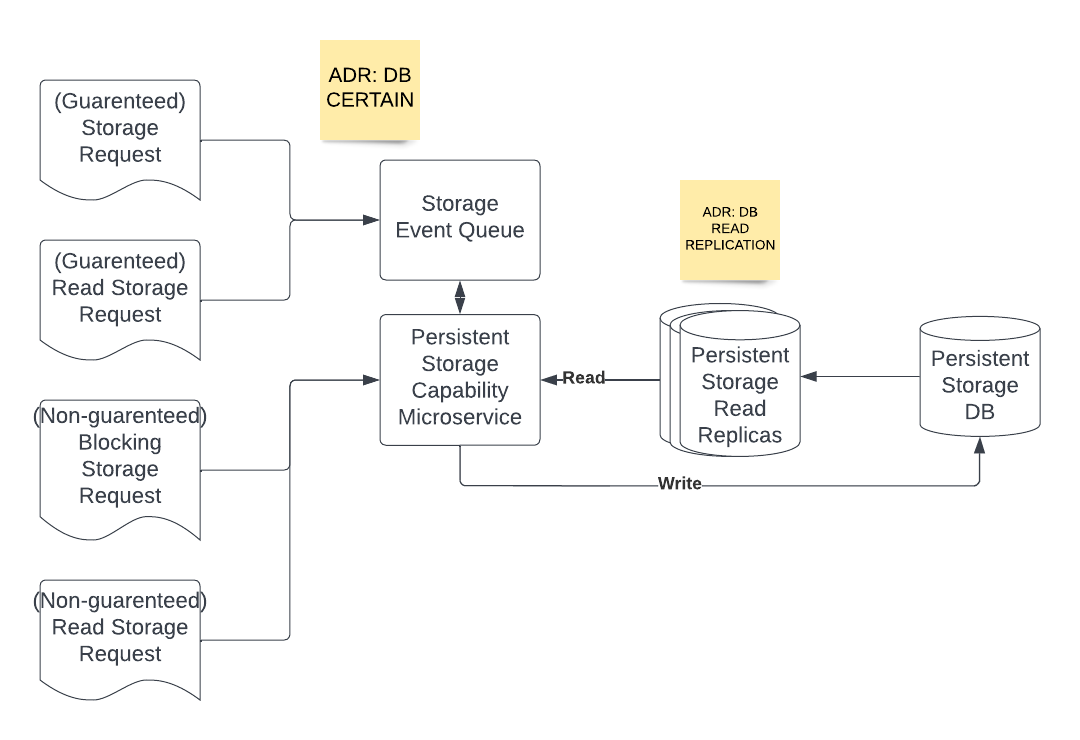 ADR: DB
CERTAIN
(Guarenteed)
Storage
Request
Storage
Event Queue
ADR: DB
READ
REPLICATION
(Guarenteed)
Read Storage
Request
Persistent
Storage
Capability
Microservice
Read
Persistent
Storage
Read
Replicas
Persistent
Storage
DB
(Non-guarenteed)
Blocking
Storage
Request
Write
(Non-guarenteed)
Read Storage
Request